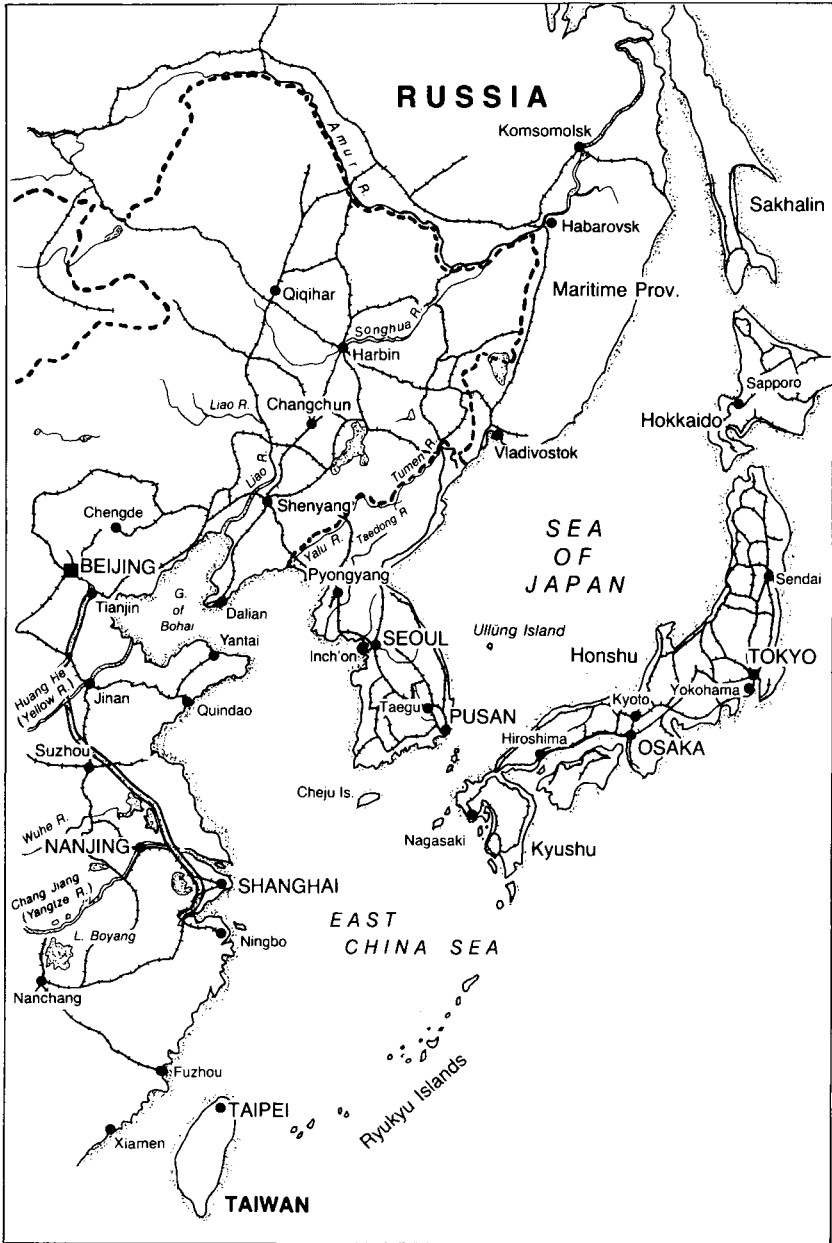 RUSSIA
Komsomolsk
Amur R.
Sakhalin
Habarovsk
Maritime Prov.
Qiqihar
Songhua R.
Harbin
Sapporo
Liao R.
Changchun
Hokkaido
Vladivostok
Liao R.
Tumen R.
Shenyang
Chengde
Yalu R.
Taedong R
SEA
OF
JAPAN
BEIJING
Pyongyang
Sendai
Tianjin
G.
of
Bohai
Dalian
Yantai
Ullüng Island
SEOUL
Inch'on
Honshu
TOKYO
Huang He
(Yellow R.)
Jinan
Quindao
Taegu
PUSAN
Kyoto
Yokohama
Suzhou
Hiroshima
OSAKA
Cheju Is.
Wuhe R.
Nagasaki
NANJING
Kyushu
Chang Jiang
(Yangtze R.)
SHANGHAI
L. Boyang
Ningbo
EAST
CHINA SEA
Nanchang
Fuzhou
Ryukyu Islands
TAIPEI
Xiamen
TAIWAN